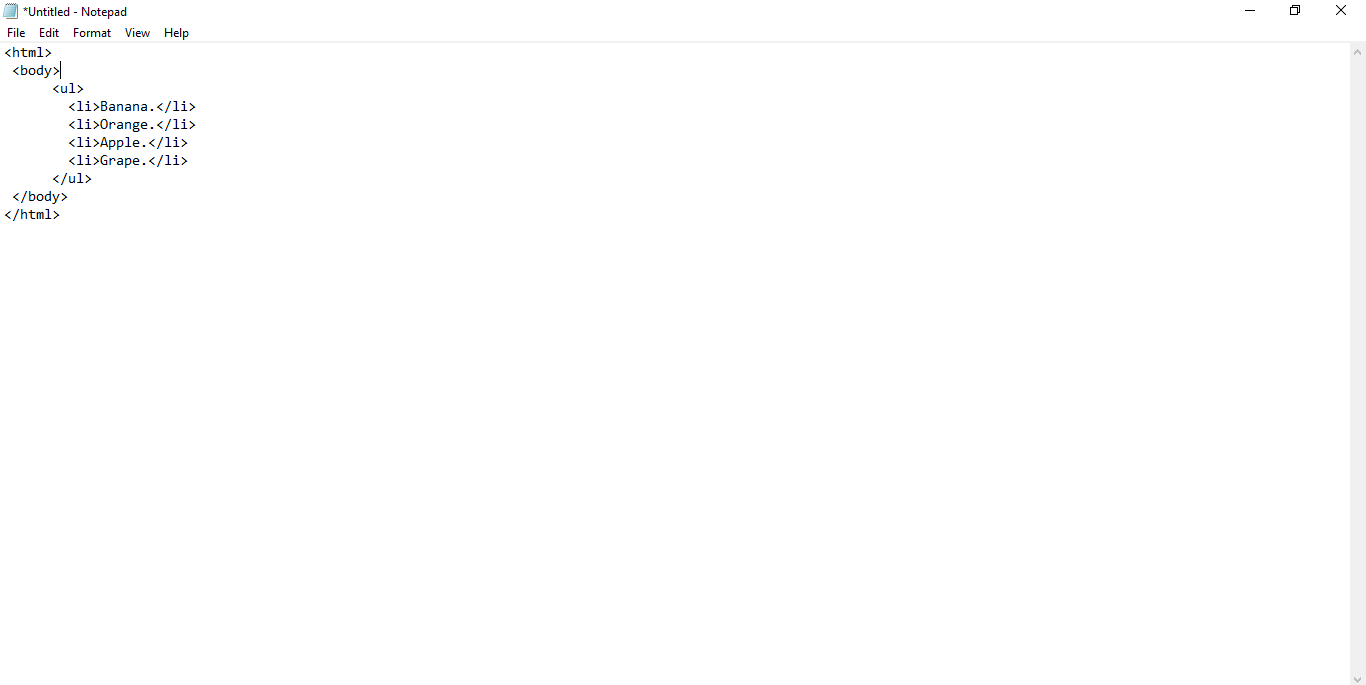 *Untitled - Notepad
File Edit Format View Help
<html>
 <body>
      <ul>
        <li>Banana.</li>
        <li>Orange.</li>
        <li>Apple.</li>
        <li>Grape.</li>
      </ul>
 </body>
</html>